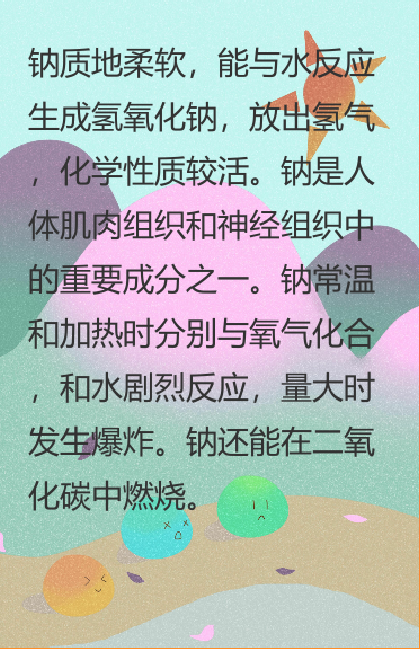 钠质地柔软，能与水反应
生成氢氧化钠，放出氢气
，化学性质较活。钠是人
体肌肉组织和神经组织中
的重要成分之一。钠常温
和加热时分别与氧气化合
，和水剧烈反应，量大时
发生爆炸。钠还能在二氧
化碳中燃烧。